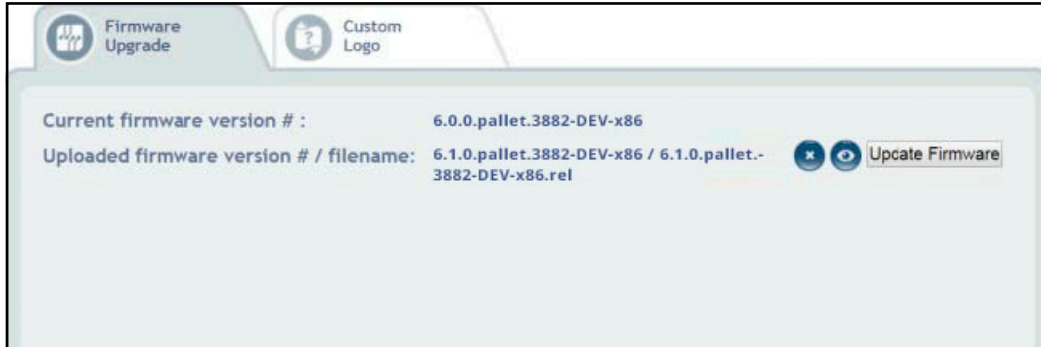 Firmware
Upgrade
Custom
Logo
Current firmware version # :
6.0.0.pallet.3882-DEV-x86
Uploaded firmware version # / filename:
6.1.0.pallet.3882-DEV-x86 / 6.1.0.pallet.-
3882-DEV-x86.rel
Upcate Firmware